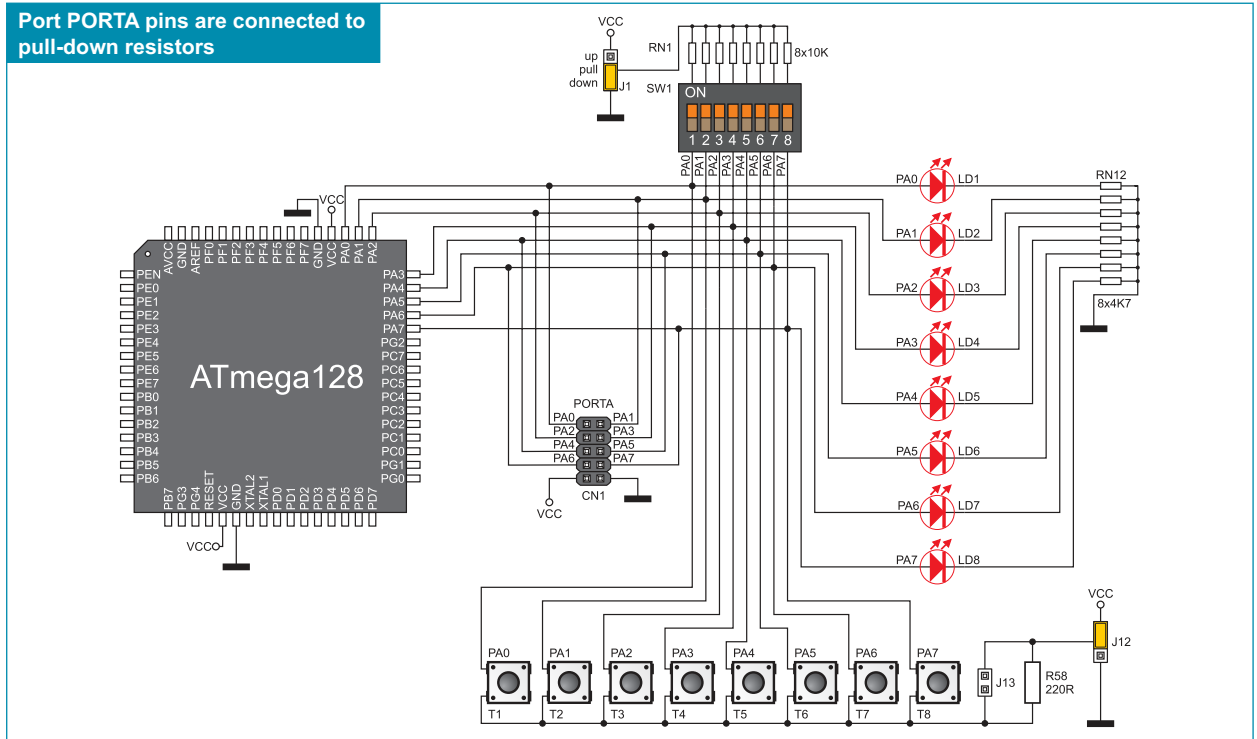 Port PORTA pins are connected to
pull-down resistors
VCC
up
pull
down
J1
RN1
8x10K
SW1
ON
1 2 3 4 5 6 7 8
PA0 PA1 PA2 PA3 PA4 PA5 PA6 PA7
VCC
AVCC GND AREF PF0 PF1 PF2 PF3 PF4 PF5 PF6 PF7 GND VCC PA0 PA1 PA2
PEN
PE0
PE1
PE2
PE3
PE4
PE5
PE6
PE7
PB0
PB1
PB2
PB3
PB4
PB5
PB6
ATmega128
PA3
PA4
PA5
PA6
PA7
PG2
PC7
PC6
PC5
PC4
PC3
PC2
PC1
PC0
PG1
PG0
PB7 PG3 PG4 RESET VCC GND XTAL2 XTAL1 PD0 PD1 PD2 PD3 PD4 PD5 PD6 PD7
VCC
PORTA
PA0 PA1
PA2 PA3
PA4 PA5
PA6 PA7
CN1
VCC
PA0 LD1
PA1 LD2
PA2 LD3
PA3 LD4
PA4 LD5
PA5 LD6
PA6 LD7
PA7 LD8
RN12
8x4K7
PA0 PA1 PA2 PA3 PA4 PA5 PA6 PA7
T1 T2 T3 T4 T5 T6 T7 T8
J13
R58
220R
VCC
J12